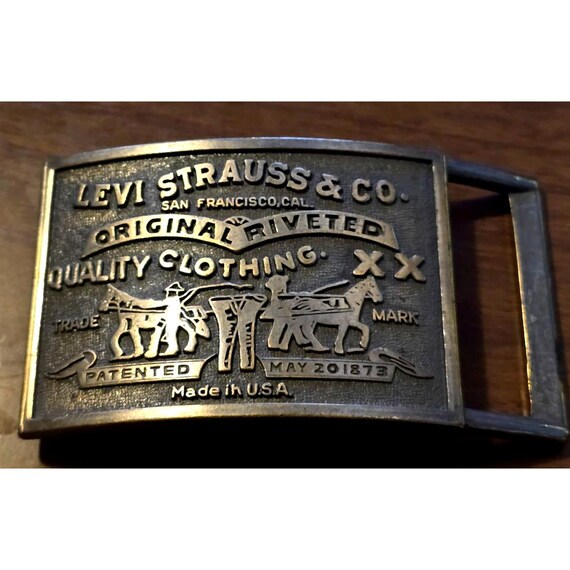 LEVI STRAUSS & CO.
SAN FRANCISCO, CAL.
ORIGINAL RIVETED
QUALITY CLOTHING. XX
TRADE MARK
PATENTED MAY 20 1873
Made in U.S.A.